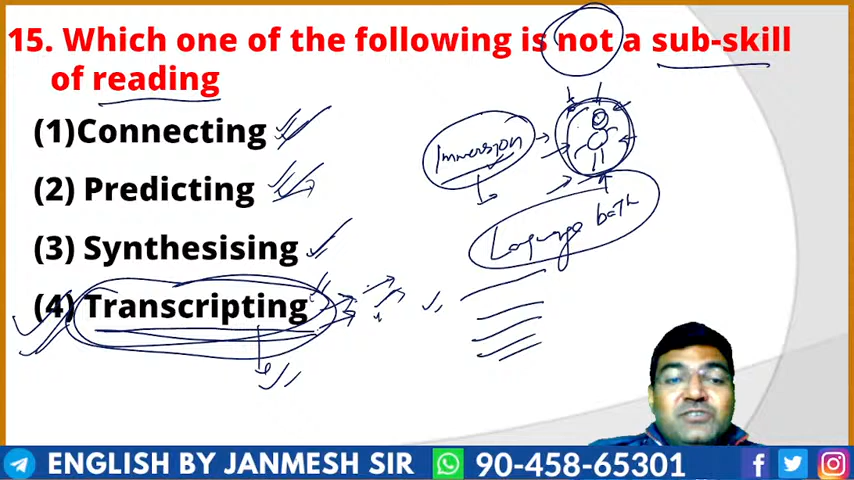 15. Which one of the following is not a sub-skill
of reading
(1)Connecting
(2) Predicting
(3) Synthesising
(4) Transcripting
Immersion
Language bath
ENGLISH BY JANMESH SIR
90-458-65301